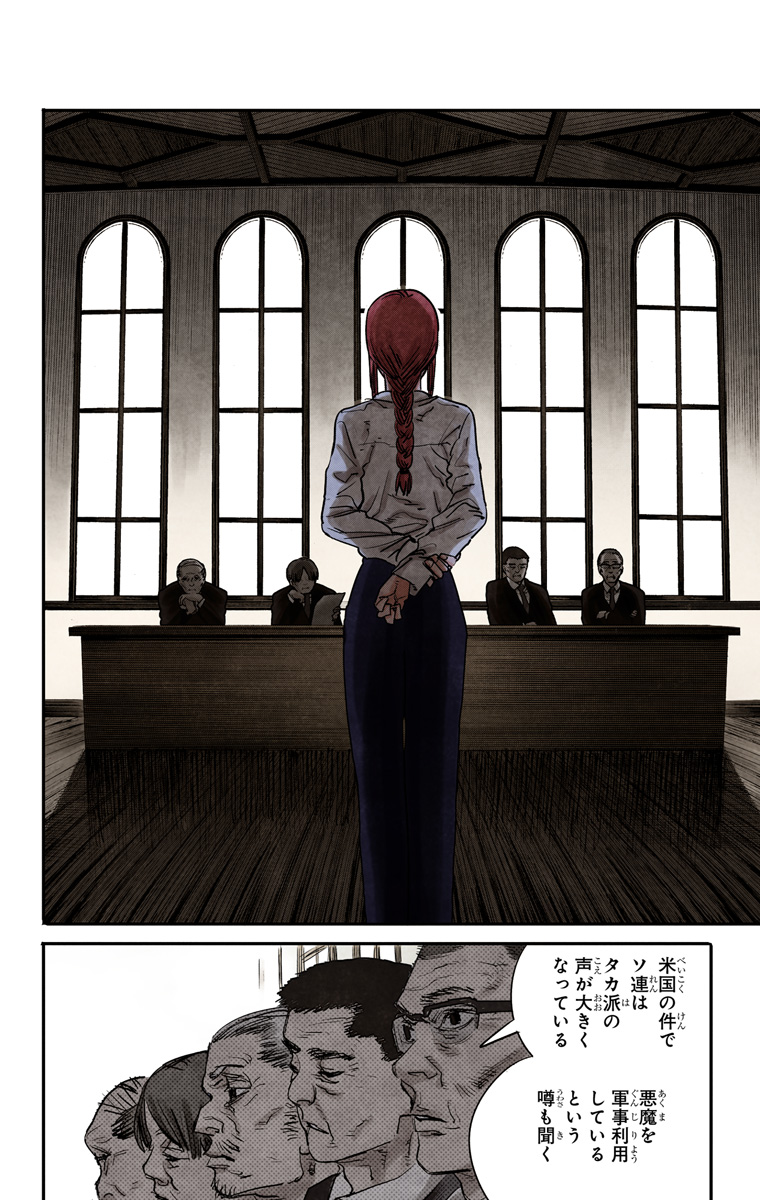 米国の件で
ソ連は
タカ派の
声が大きく
なっている
悪魔を
軍事利用
している
という
噂も聞く